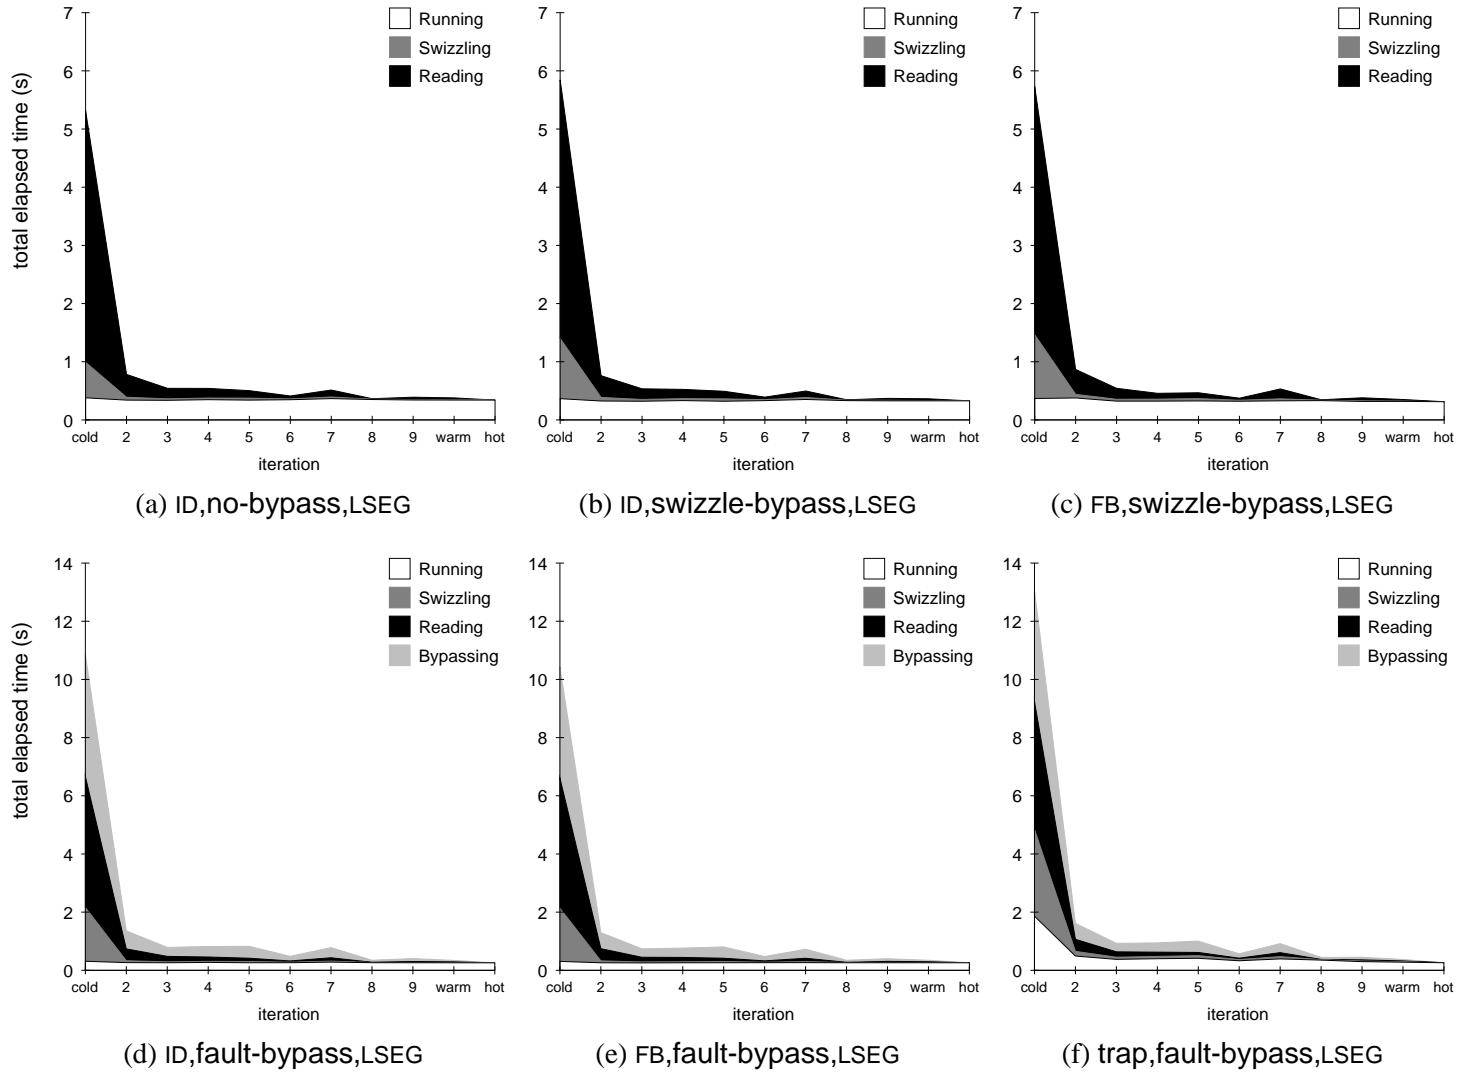 7
6
5
4
3
2
1
0
total elapsed time (s)
Running
Swizzling
Reading
cold 2 3 4 5 6 7 8 9 warm hot
iteration
(a) ID,no-bypass,LSEG
7
6
5
4
3
2
1
0
Running
Swizzling
Reading
cold 2 3 4 5 6 7 8 9 warm hot
iteration
(b) ID,swizzle-bypass,LSEG
7
6
5
4
3
2
1
0
Running
Swizzling
Reading
cold 2 3 4 5 6 7 8 9 warm hot
iteration
(c) FB,swizzle-bypass,LSEG
14
12
10
8
6
4
2
0
total elapsed time (s)
Running
Swizzling
Reading
Bypassing
cold 2 3 4 5 6 7 8 9 warm hot
iteration
(d) ID,fault-bypass,LSEG
14
12
10
8
6
4
2
0
Running
Swizzling
Reading
Bypassing
cold 2 3 4 5 6 7 8 9 warm hot
iteration
(e) FB,fault-bypass,LSEG
14
12
10
8
6
4
2
0
Running
Swizzling
Reading
Bypassing
cold 2 3 4 5 6 7 8 9 warm hot
iteration
(f) trap,fault-bypass,LSEG